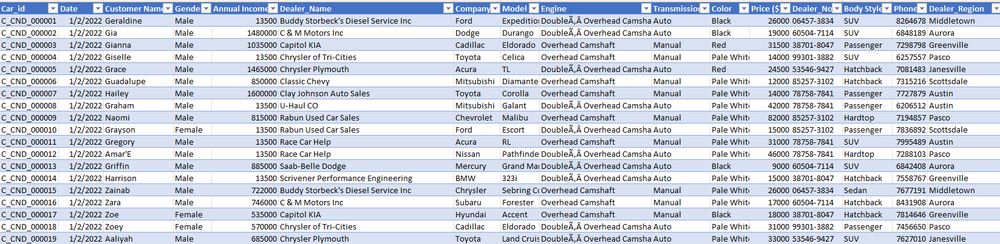 Car_id Date Customer Name Gende Annual Income Dealer_Name Company Model Engine Transmission Color Price ($) Dealer_No Body Style Phone Dealer_Region
C_CND_000001 1/2/2022 Geraldine Male 13500 Buddy Storbeck's Diesel Service Inc Ford Expeditio DoubleÃ‚Â Overhead Camsha Auto Black 26000 06457-3834 SUV 8264678 Middletown
C_CND_000002 1/2/2022 Gia Male 1480000 C & M Motors Inc Dodge Durango DoubleÃ‚Â Overhead Camsha Auto Black 19000 60504-7114 SUV 6848189 Aurora
C_CND_000003 1/2/2022 Gianna Male 1035000 Capitol KIA Cadillac Eldorado Overhead Camshaft Manual Red 31500 38701-8047 Passenger 7298798 Greenville
C_CND_000004 1/2/2022 Giselle Male 13500 Chrysler of Tri-Cities Toyota Celica Overhead Camshaft Manual Pale White 14000 99301-3882 SUV 6257557 Pasco
C_CND_000005 1/2/2022 Grace Male 1465000 Chrysler Plymouth Acura TL DoubleÃ‚Â Overhead Camsha Auto Red 24500 53546-9427 Hatchback 7081483 Janesville
C_CND_000006 1/2/2022 Guadalupe Male 850000 Classic Chevy Mitsubishi Diamante Overhead Camshaft Manual Pale White 12000 85257-3102 Hatchback 7315216 Scottsdale
C_CND_000007 1/2/2022 Hailey Male 1600000 Clay Johnson Auto Sales Toyota Corolla Overhead Camshaft Manual Pale White 14000 78758-7841 Passenger 7727879 Austin
C_CND_000008 1/2/2022 Graham Male 13500 U-Haul CO Mitsubishi Galant DoubleÃ‚Â Overhead Camsha Auto Pale White 42000 78758-7841 Passenger 6206512 Austin
C_CND_000009 1/2/2022 Naomi Male 815000 Rabun Used Car Sales Chevrolet Malibu Overhead Camshaft Manual Pale White 82000 85257-3102 Hardtop 7194857 Pasco
C_CND_000010 1/2/2022 Grayson Female 13500 Rabun Used Car Sales Ford Escort DoubleÃ‚Â Overhead Camsha Auto Pale White 15000 85257-3102 Passenger 7836892 Scottsdale
C_CND_000011 1/2/2022 Gregory Male 13500 Race Car Help Acura RL Overhead Camshaft Manual Pale White 31000 78758-7841 SUV 7995489 Austin
C_CND_000012 1/2/2022 Amar'E Male 13500 Race Car Help Nissan Pathfinde DoubleÃ‚Â Overhead Camsha Auto Pale White 46000 78758-7841 Hardtop 7288103 Pasco
C_CND_000013 1/2/2022 Griffin Male 885000 Saab-Belle Dodge Mercury Grand Mar DoubleÃ‚Â Overhead Camsha Auto Black 9000 60504-7114 SUV 6842408 Aurora
C_CND_000014 1/2/2022 Harrison Male 13500 Scrivener Performance Engineering BMW 323i DoubleÃ‚Â Overhead Camsha Auto Pale White 15000 38701-8047 Hatchback 7558767 Greenville
C_CND_000015 1/2/2022 Zainab Male 722000 Buddy Storbeck's Diesel Service Inc Chrysler Sebring Co Overhead Camshaft Manual Pale White 26000 06457-3834 Sedan 7677191 Middletown
C_CND_000016 1/2/2022 Zara Male 746000 C & M Motors Inc Subaru Forester Overhead Camshaft Manual Pale White 17000 60504-7114 Hatchback 8431908 Aurora
C_CND_000017 1/2/2022 Zoe Female 535000 Capitol KIA Hyundai Accent Overhead Camshaft Manual Black 18000 38701-8047 Hatchback 7814646 Greenville
C_CND_000018 1/2/2022 Zoey Female 570000 Chrysler of Tri-Cities Cadillac Eldorado DoubleÃ‚Â Overhead Camsha Auto Pale White 31000 99301-3882 Passenger 7456650 Pasco
C_CND_000019 1/2/2022 Aaliyah Male 685000 Chrysler Plymouth Toyota Land Cruis DoubleÃ‚Â Overhead Camsha Auto Pale White 33000 53546-9427 SUV 7627010 Janesville